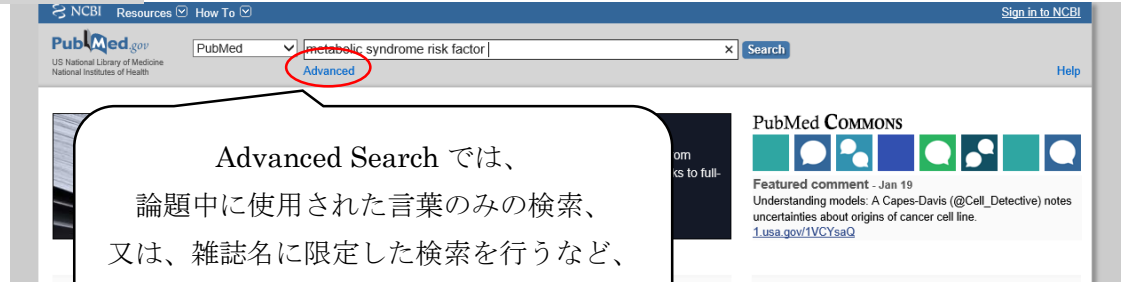 NCBI Resources How To Sign in to NCBI
PubMed.gov
US National Library of Medicine
National Institutes of Health
PubMed
metabolic syndrome risk factor
× Search
Advanced
Help
Advanced Search では、
論題中に使用された言葉のみの検索、
又は、雑誌名に限定した検索を行うなど、
om
ks to full-
PubMed COMMONS
Featured comment - Jan 19
Understanding models: A Capes-Davis (@Cell_Detective) notes
uncertainties about origins of cancer cell line.
1.usa.gov/1VCYsaQ